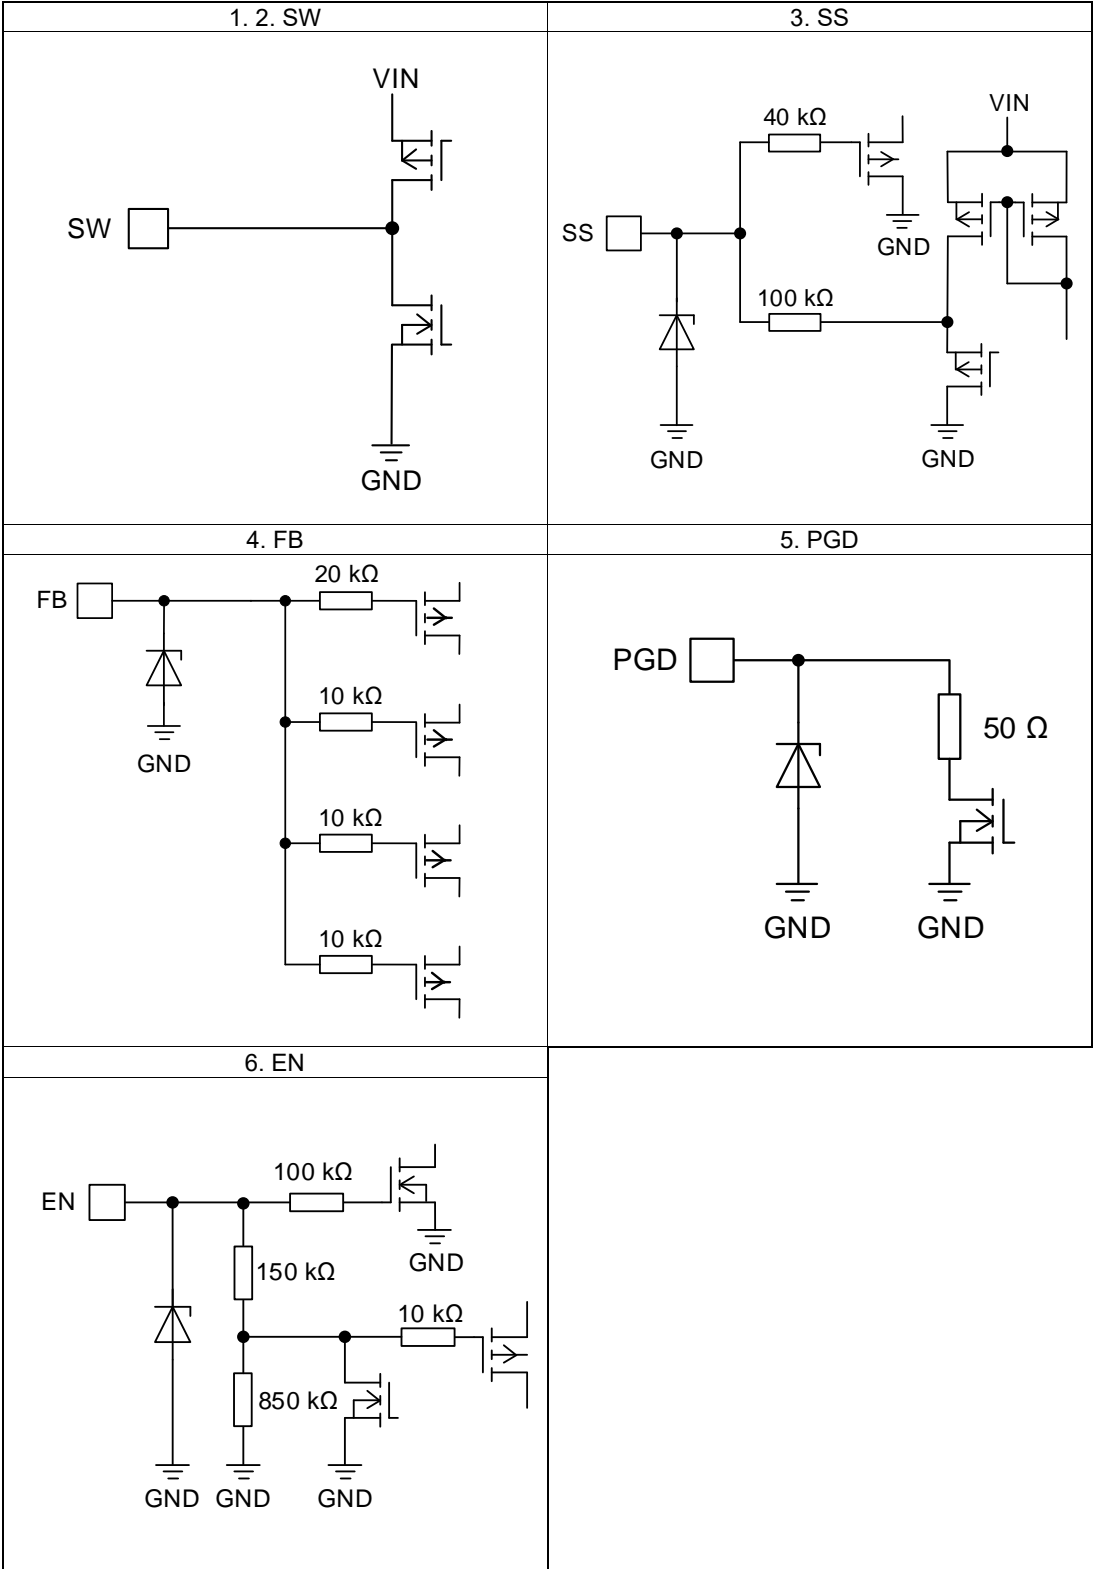 1. 2. SW
VIN
SW
GND
3. SS
VIN
40 kΩ
SS
GND
100 kΩ
GND
GND
4. FB
20 kΩ
FB
10 kΩ
GND
10 kΩ
10 kΩ
5. PGD
PGD
50 Ω
GND
GND
6. EN
100 kΩ
EN
GND
150 kΩ
10 kΩ
850 kΩ
GND
GND
GND